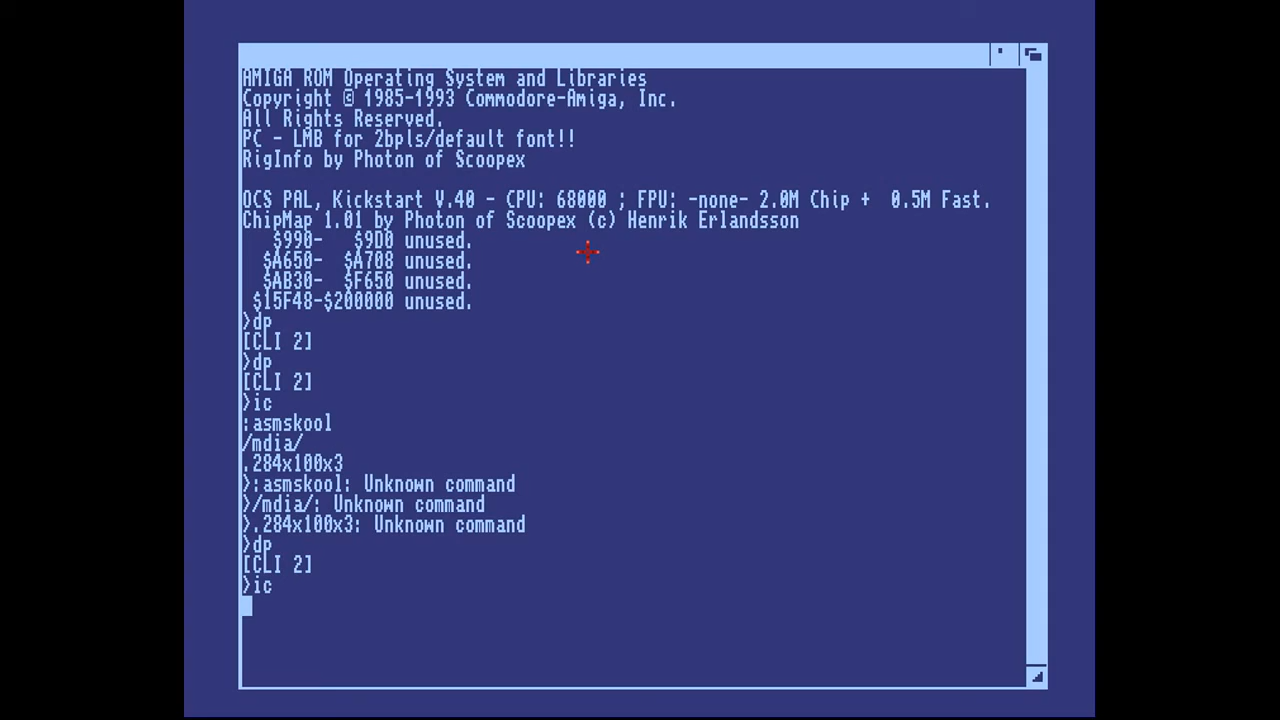 AMIGA ROM Operating System and Libraries
Copyright © 1985-1993 Commodore-Amiga, Inc.
All Rights Reserved.
PC - LMB for 2bpls/default font!!
RigInfo by Photon of Scoopex
OCS PAL, Kickstart V.40 - CPU: 68000 ; FPU: -none- 2.0M Chip +  0.5M Fast.
ChipMap 1.01 by Photon of Scoopex (c) Henrik Erlandsson
   $990-   $9D0 unused.
  $A650-  $A708 unused.
  $AB30-  $F650 unused.
 $15F48-$200000 unused.
>dp
[CLI 2]
>dp
[CLI 2]
>ic
:asmskool
/mdia/
.284x100x3
>:asmskool: Unknown command
>/mdia/: Unknown command
>.284x100x3: Unknown command
>dp
[CLI 2]
>ic